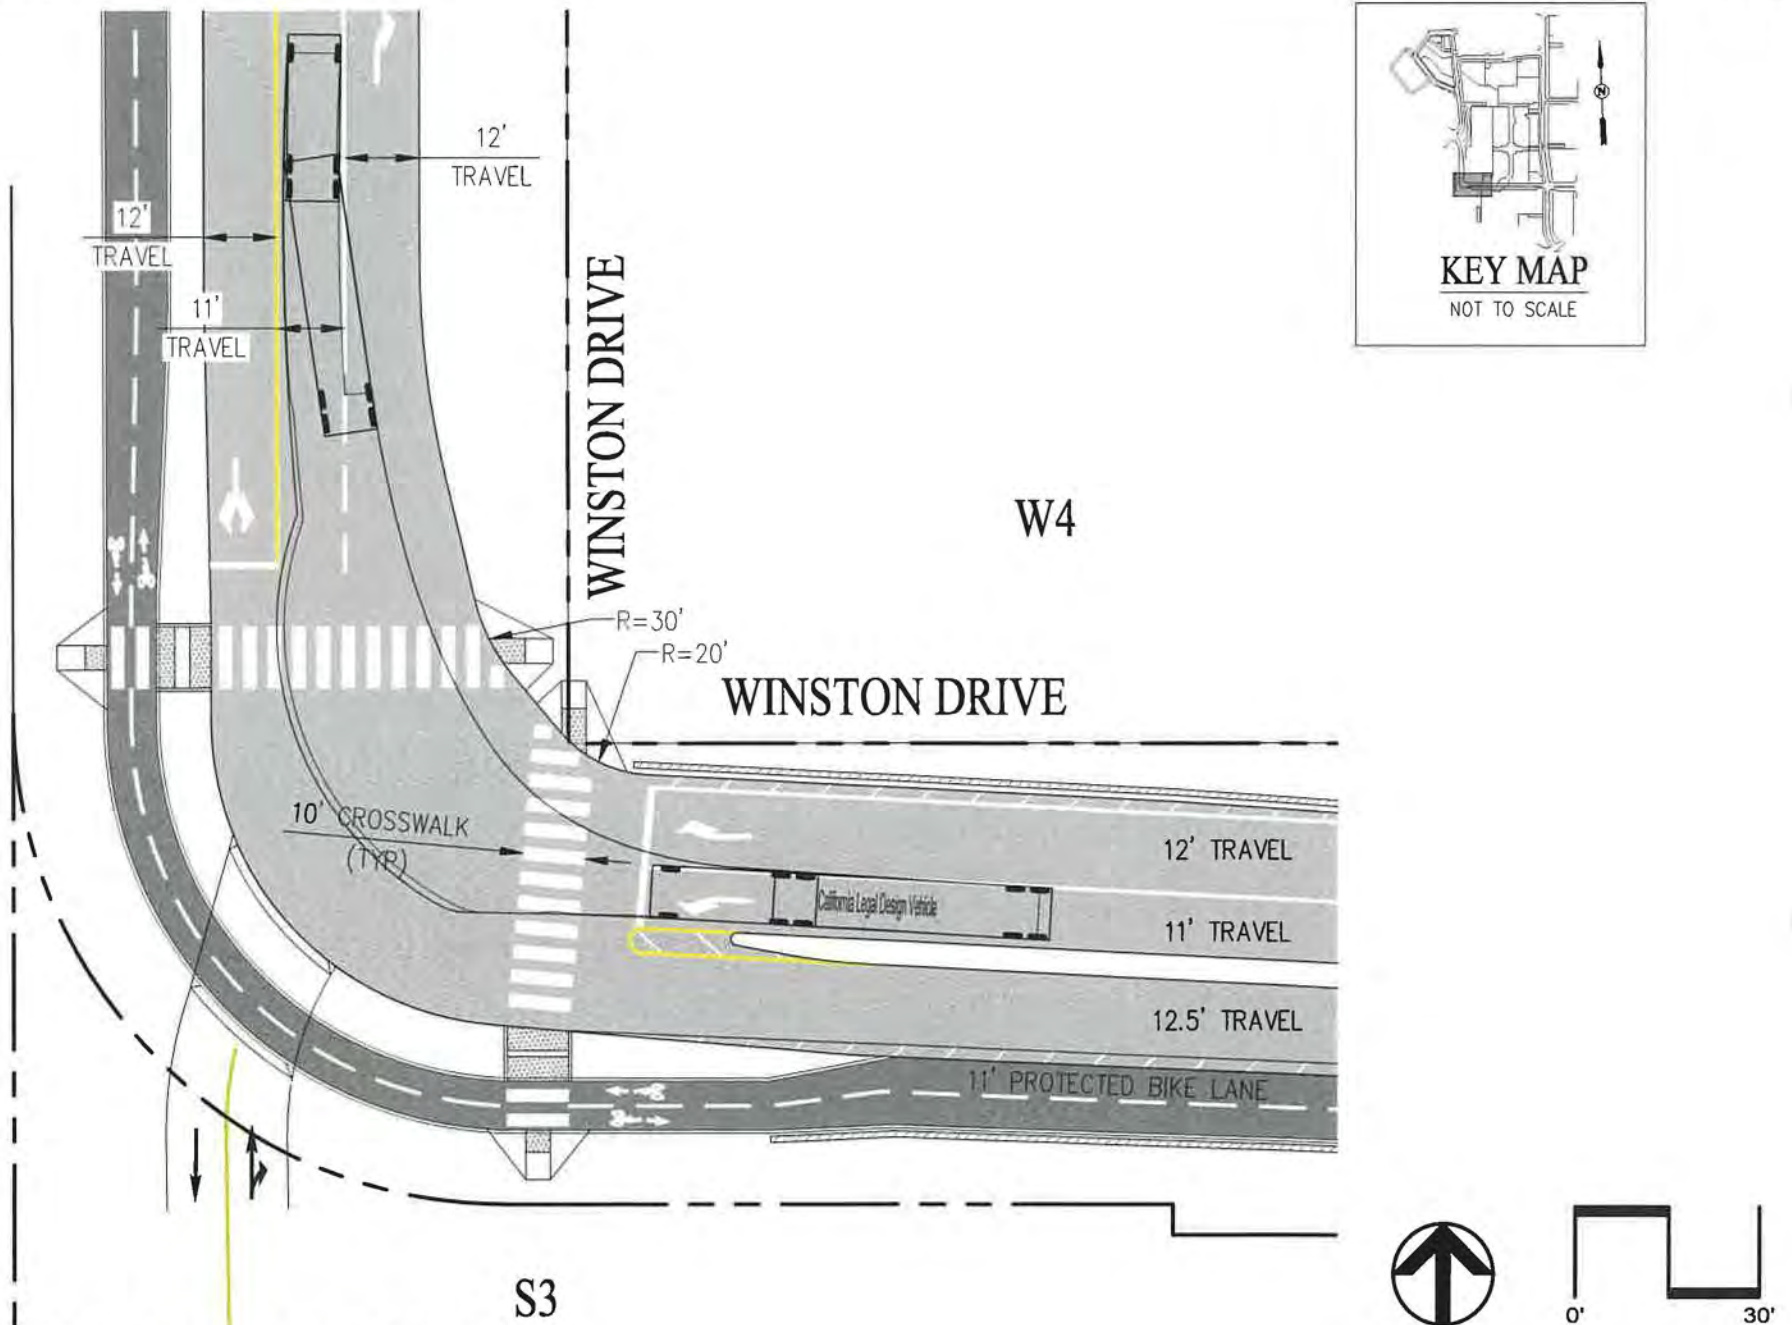 12'
TRAVEL
12'
TRAVEL
11'
TRAVEL
WINSTON DRIVE
N
KEY MAP
NOT TO SCALE
W4
R=30'
R=20'
WINSTON DRIVE
10' CROSSWALK
(TYP)
12' TRAVEL
California Legal Design Vehicle
11' TRAVEL
12.5' TRAVEL
11' PROTECTED BIKE LANE
S3
0'
30'